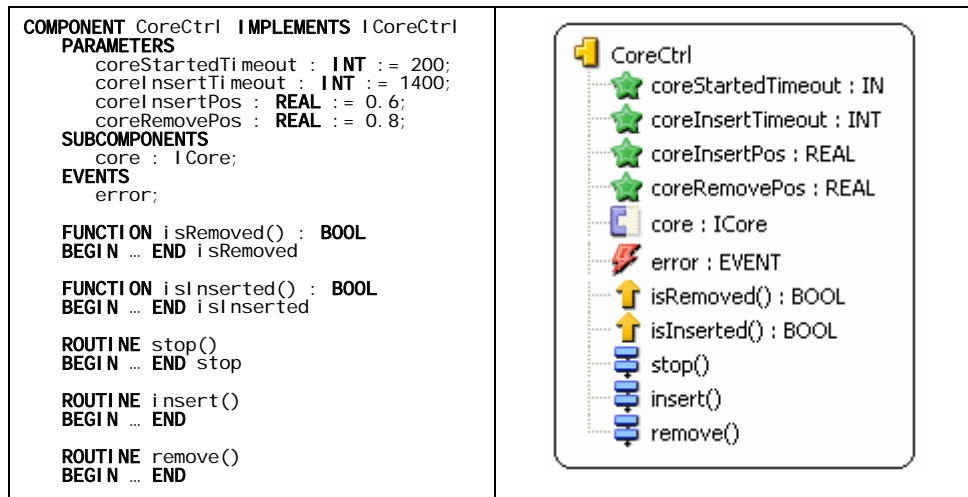 COMPONENT CoreCtrl IMPLEMENTS ICoreCtrl
PARAMETERS
coreStartedTimeout : INT := 200;
coreInsertTimeout : INT := 1400;
coreInsertPos : REAL := 0.6;
coreRemovePos : REAL := 0.8;
SUBCOMPONENTS
core : ICore;
EVENTS
error;
FUNCTION isRemoved() : BOOL
BEGIN … END isRemoved
FUNCTION isInserted() : BOOL
BEGIN … END isInserted
ROUTINE stop()
BEGIN … END stop
ROUTINE insert()
BEGIN … END
ROUTINE remove()
BEGIN … END
CoreCtrl
coreStartedTimeout : IN
coreInsertTimeout : INT
coreInsertPos : REAL
coreRemovePos : REAL
core : ICore
error : EVENT
isRemoved() : BOOL
isInserted() : BOOL
stop()
insert()
remove()